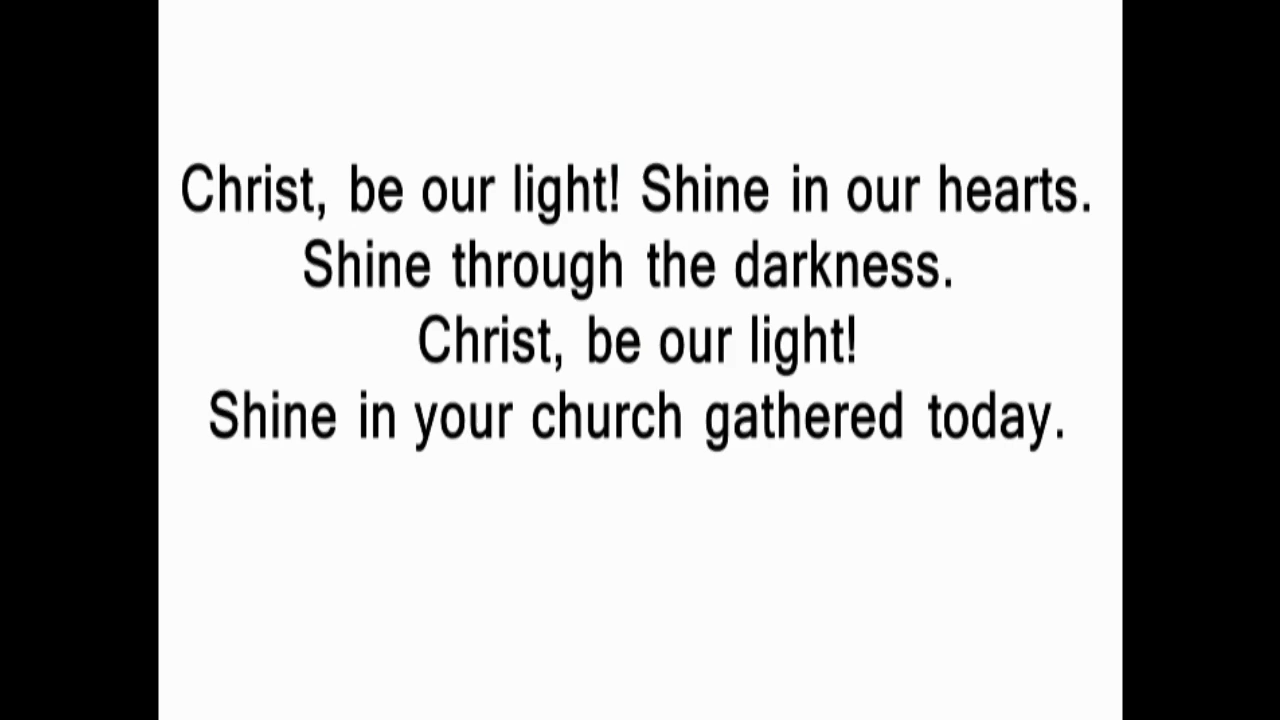 Christ, be our light! Shine in our hearts.
Shine through the darkness.
Christ, be our light!
Shine in your church gathered today.